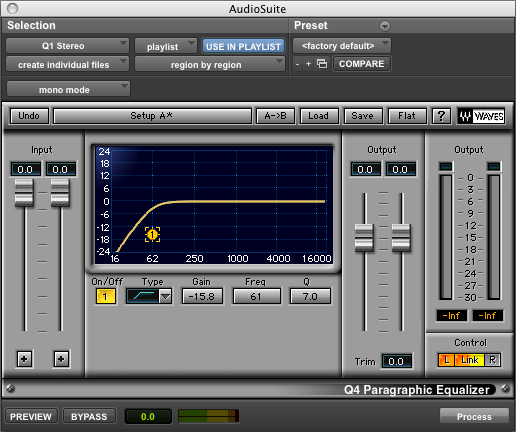 AudioSuite
Selection
Preset
Q1 Stereo playlist USE IN PLAYLIST <factory default>
create individual files region by region - + COMPARE
mono mode
Undo Setup A* A->B Load Save Flat ? WAVES
Input Output Output
0.0 0.0 0.0 0.0
24
18
12
6
0
-6
-12
-18
-24
1
16 62 250 1000 4000 16000
0
3
6
9
12
15
18
21
24
27
30
On/Off Type Gain Freq Q
1 -15.8 61 7.0
-Inf -Inf
Control
Trim 0.0 L Link R
Q4 Paragraphic Equalizer
PREVIEW BYPASS 0.0 Process